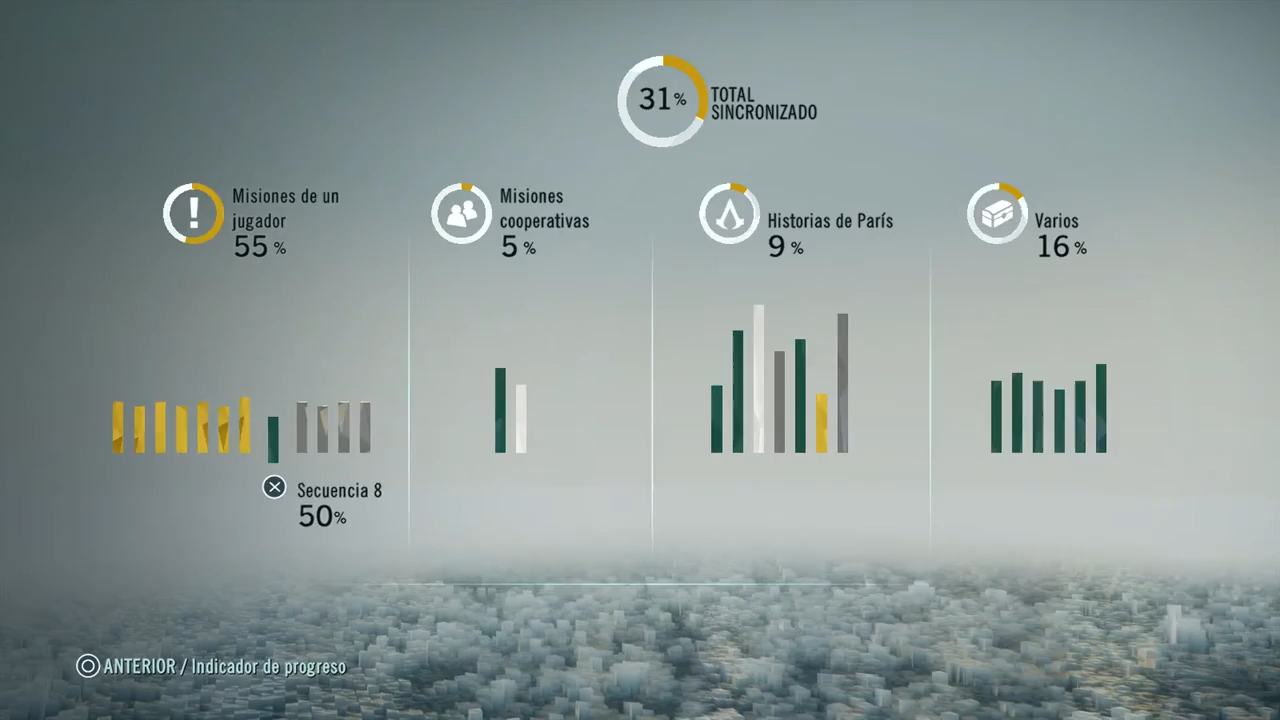 31%
TOTAL
SINCRONIZADO
Misiones de un
jugador
55 %
Misiones
cooperativas
5 %
Historias de París
9 %
Varios
16 %
Secuencia 8
50%
ANTERIOR / Indicador de progreso